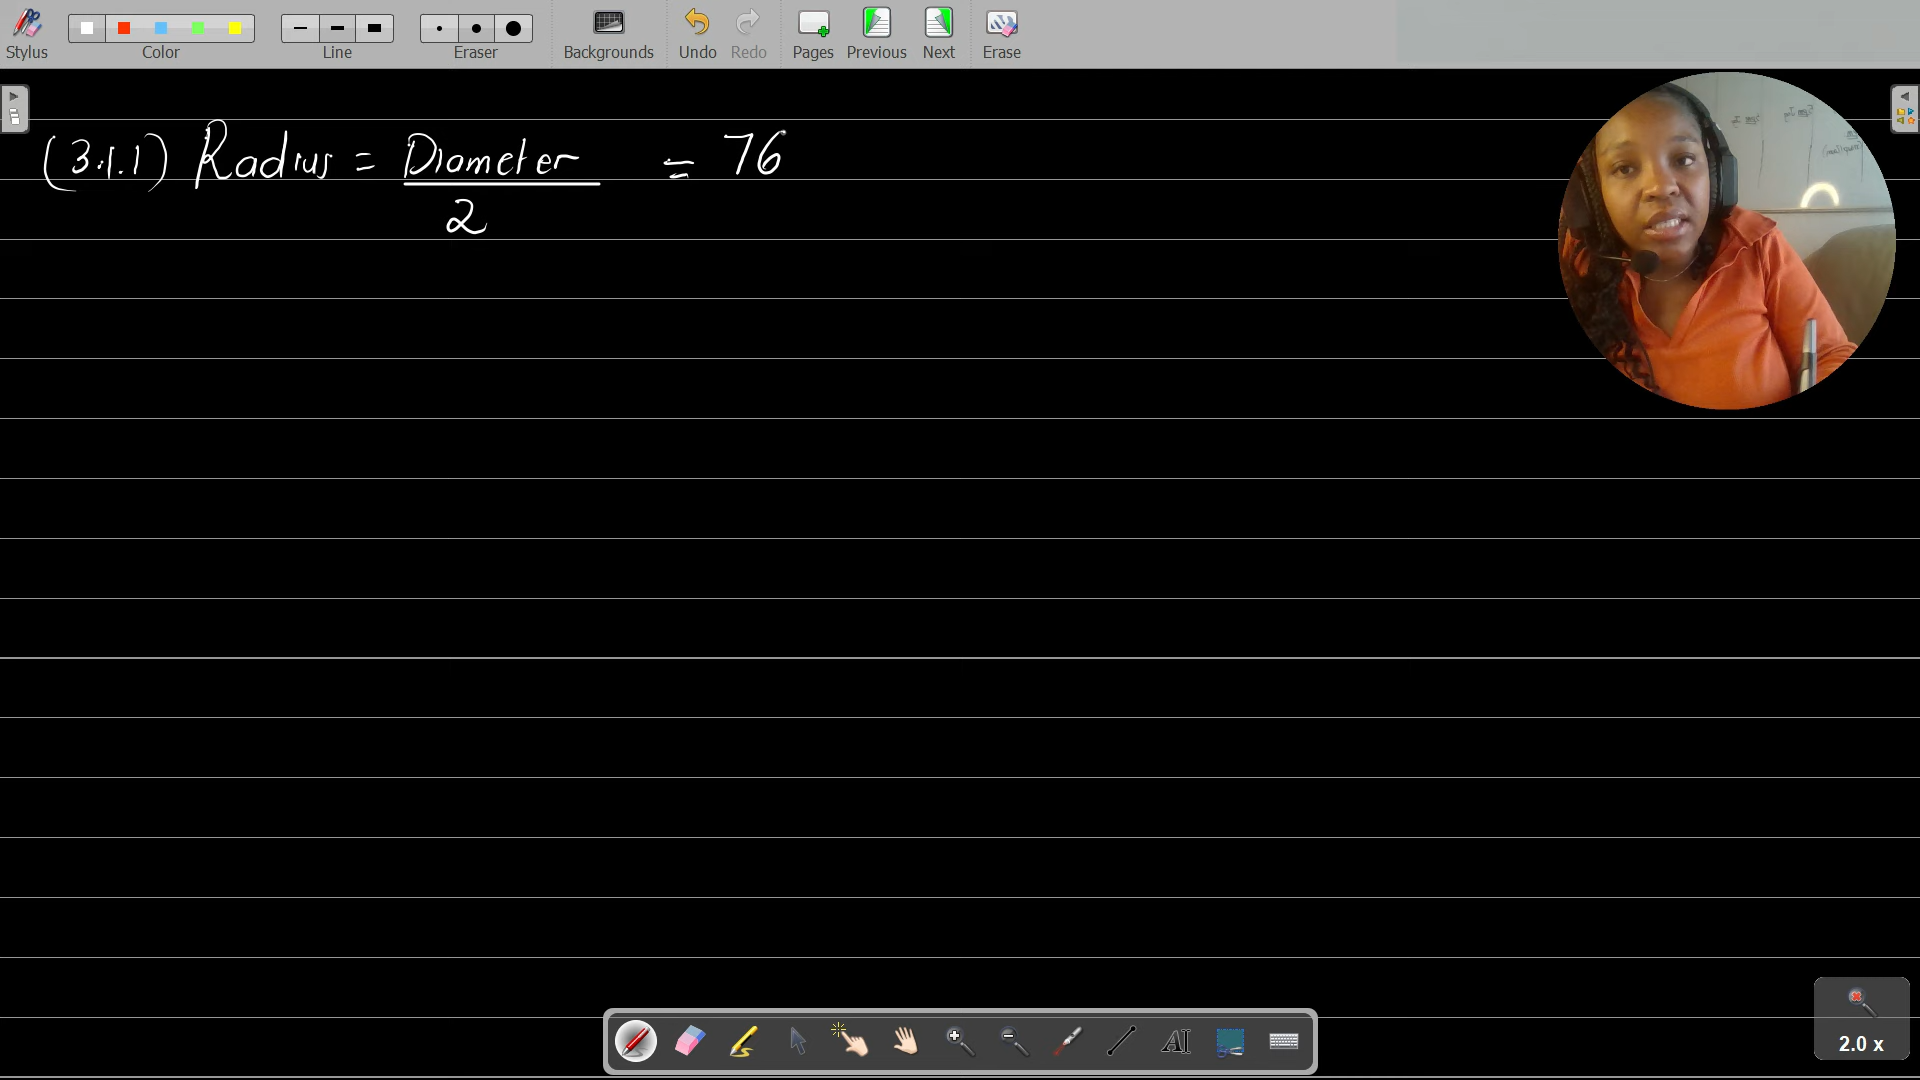 Stylus Color Line Eraser Backgrounds Undo Redo Pages Previous Next Erase
(3.1.1) Radius = Diameter = 76
2
2.0 x